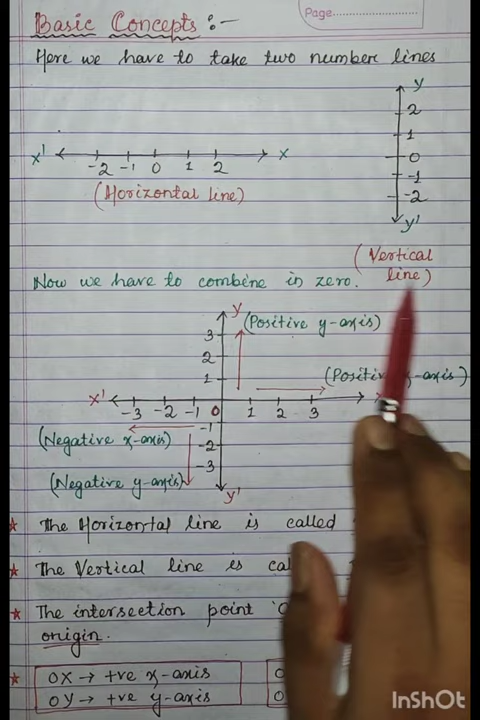 Page
Basic Concepts :-
Here we have to take two number lines
y
2
1
0
-1
-2
y'
x' -2 -1 0 1 2 x
(Horizontal line)
(Vertical
line)
Now we have to combine in zero.
y
(Positive y-axis)
3
2
1
(Positive x-axis)
x' -3 -2 -1 0 1 2 3
-1
-2
-3
(Negative x-axis)
(Negative y-axis)
y'
* The Horizontal line is called
* The Vertical line is
* The intersection point
origin.
* OX → +ve x-axis
OY → +ve y-axis
InShOt